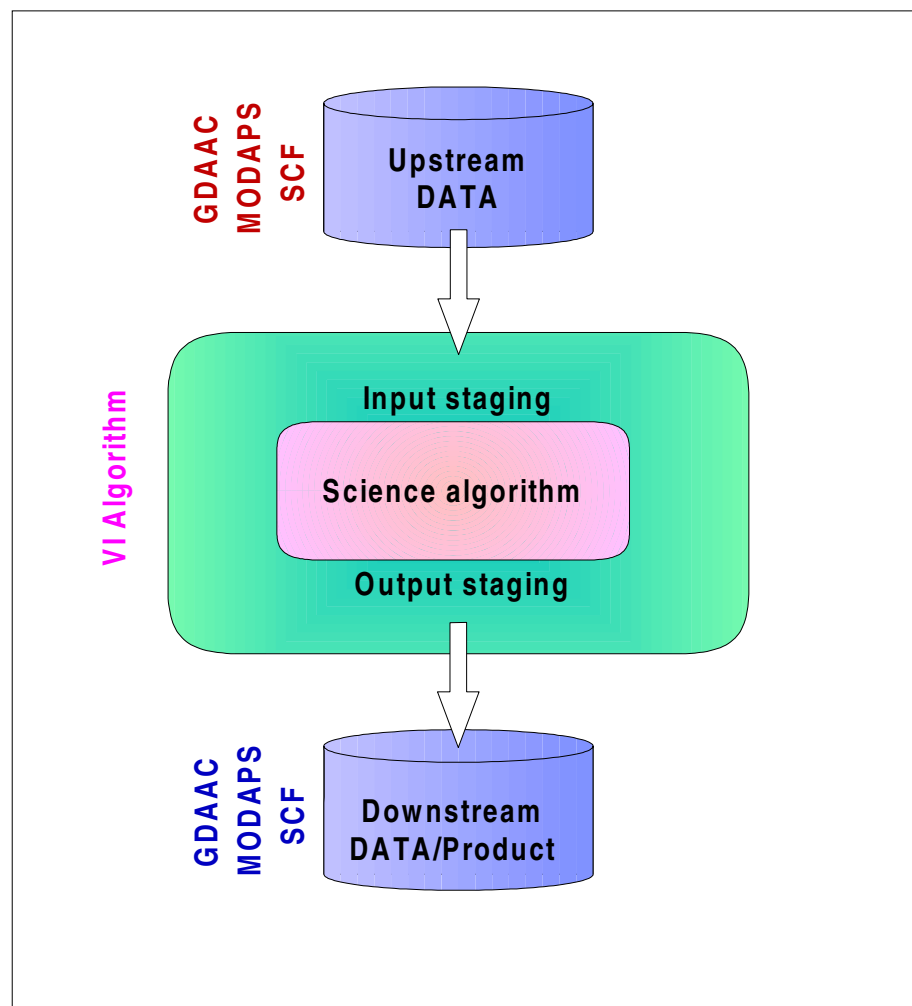 GDAAC
MODAPS
SCF
Upstream
DATA
VI Algorithm
Input staging
Science algorithm
Output staging
GDAAC
MODAPS
SCF
Downstream
DATA/Product